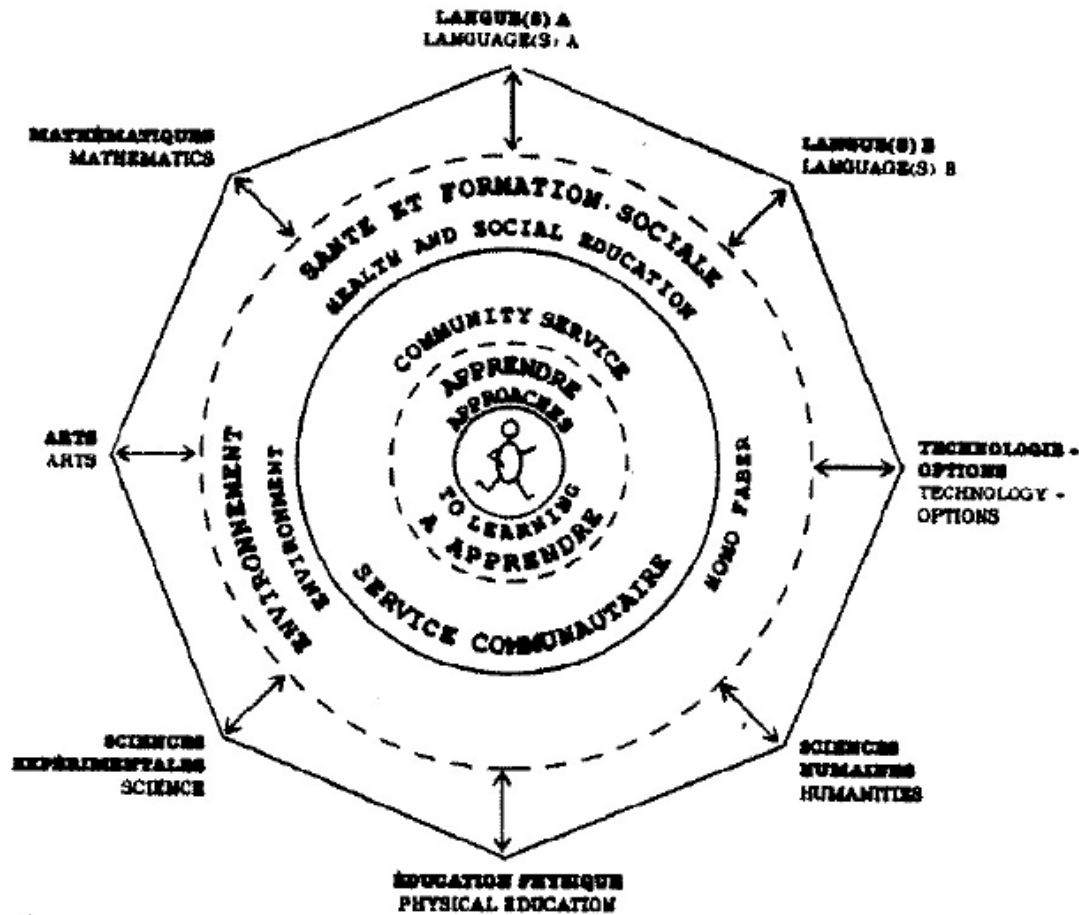 LANGUE(S) A
LANGUAGE(S) A
MATHÉMATIQUES
MATHEMATICS
LANGUE(S) B
LANGUAGE(S) B
SANTE ET FORMATION SOCIALE
HEALTH AND SOCIAL EDUCATION
COMMUNITY SERVICE
APPRENDRE
APPROACHES
TO LEARNING
A APPRENDRE
SERVICE COMMUNAUTAIRE
ENVIRONNEMENT
ENVIRONMENT
HOMO FABER
ARTS
ARTS
TECHNOLOGIE -
OPTIONS
TECHNOLOGY -
OPTIONS
SCIENCES
EXPÉRIMENTALES
SCIENCE
SCIENCES
HUMAINES
HUMANITIES
ÉDUCATION PHYSIQUE
PHYSICAL EDUCATION